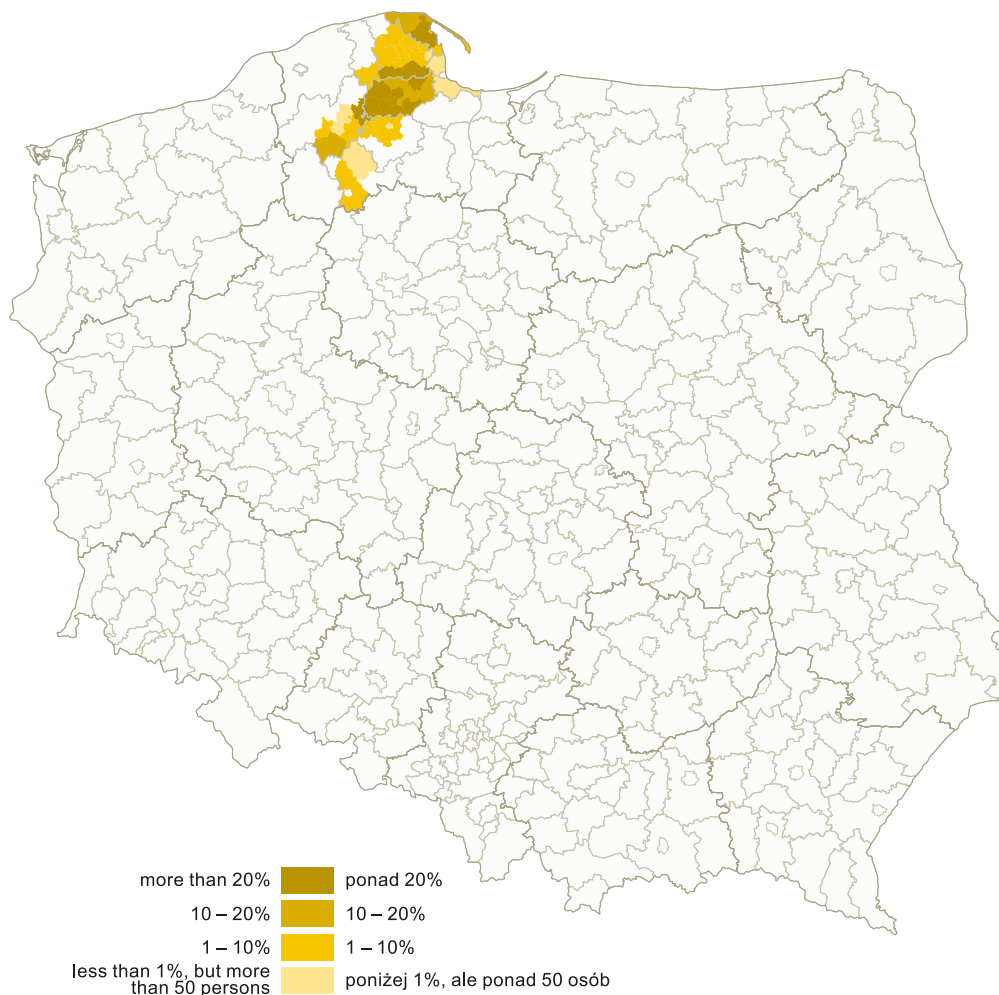 more than 20% ponad 20%
10 – 20% 10 – 20%
1 – 10% 1 – 10%
less than 1%, but more
than 50 persons poniżej 1%, ale ponad 50 osób